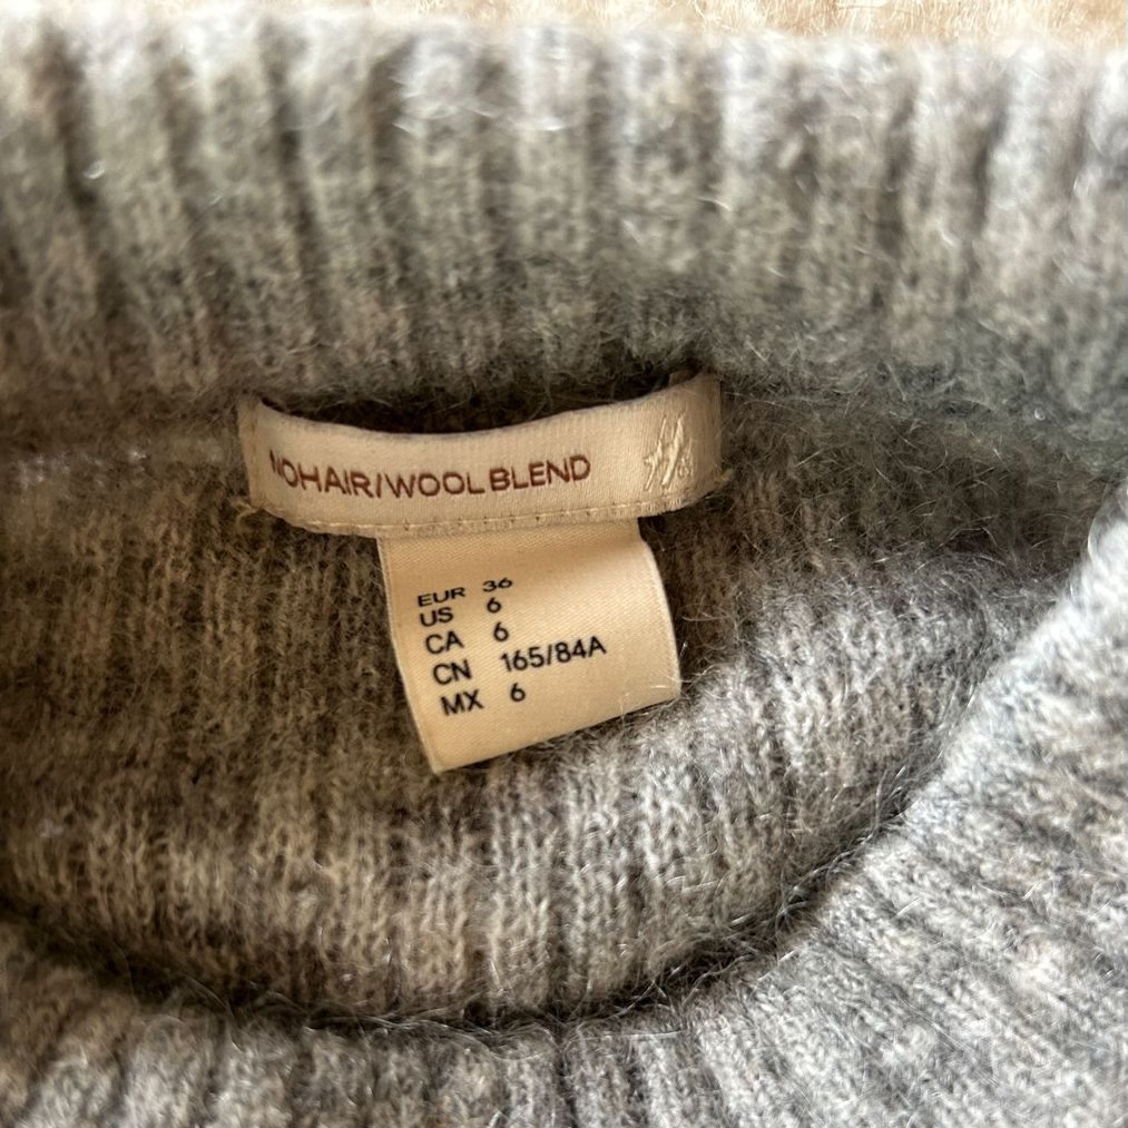 MOHAIR/WOOL BLEND
EUR 36
US 6
CA 6
CN 165/84A
MX 6